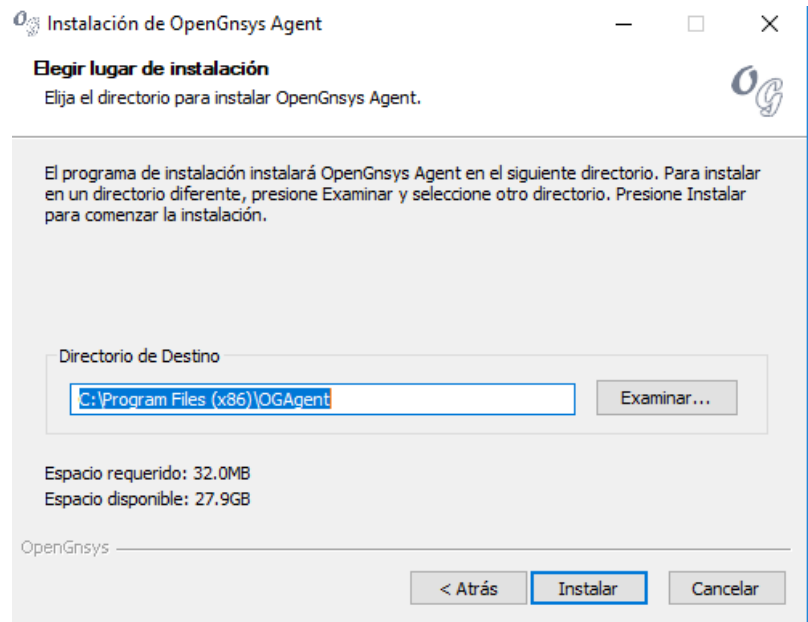 Instalación de OpenGnsys Agent
Elegir lugar de instalación
Elija el directorio para instalar OpenGnsys Agent.
OG
El programa de instalación instalará OpenGnsys Agent en el siguiente directorio. Para instalar
en un directorio diferente, presione Examinar y seleccione otro directorio. Presione Instalar
para comenzar la instalación.
Directorio de Destino
C:\Program Files (x86)\OGAgent
Examinar...
Espacio requerido: 32.0MB
Espacio disponible: 27.9GB
OpenGnsys
< Atrás
Instalar
Cancelar